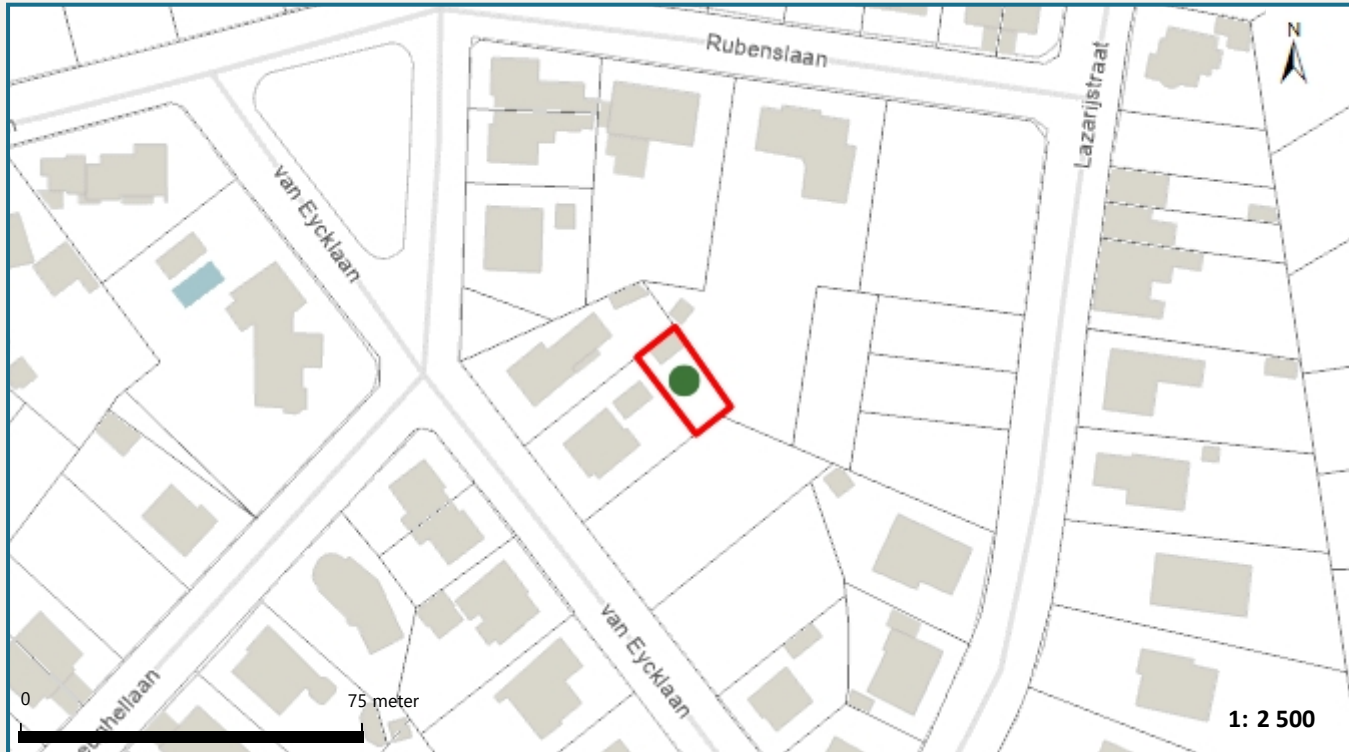 Rubenslaan
N
Lazarijstraat
van Eycklaan
van Eycklaan
0
75 meter
1: 2 500